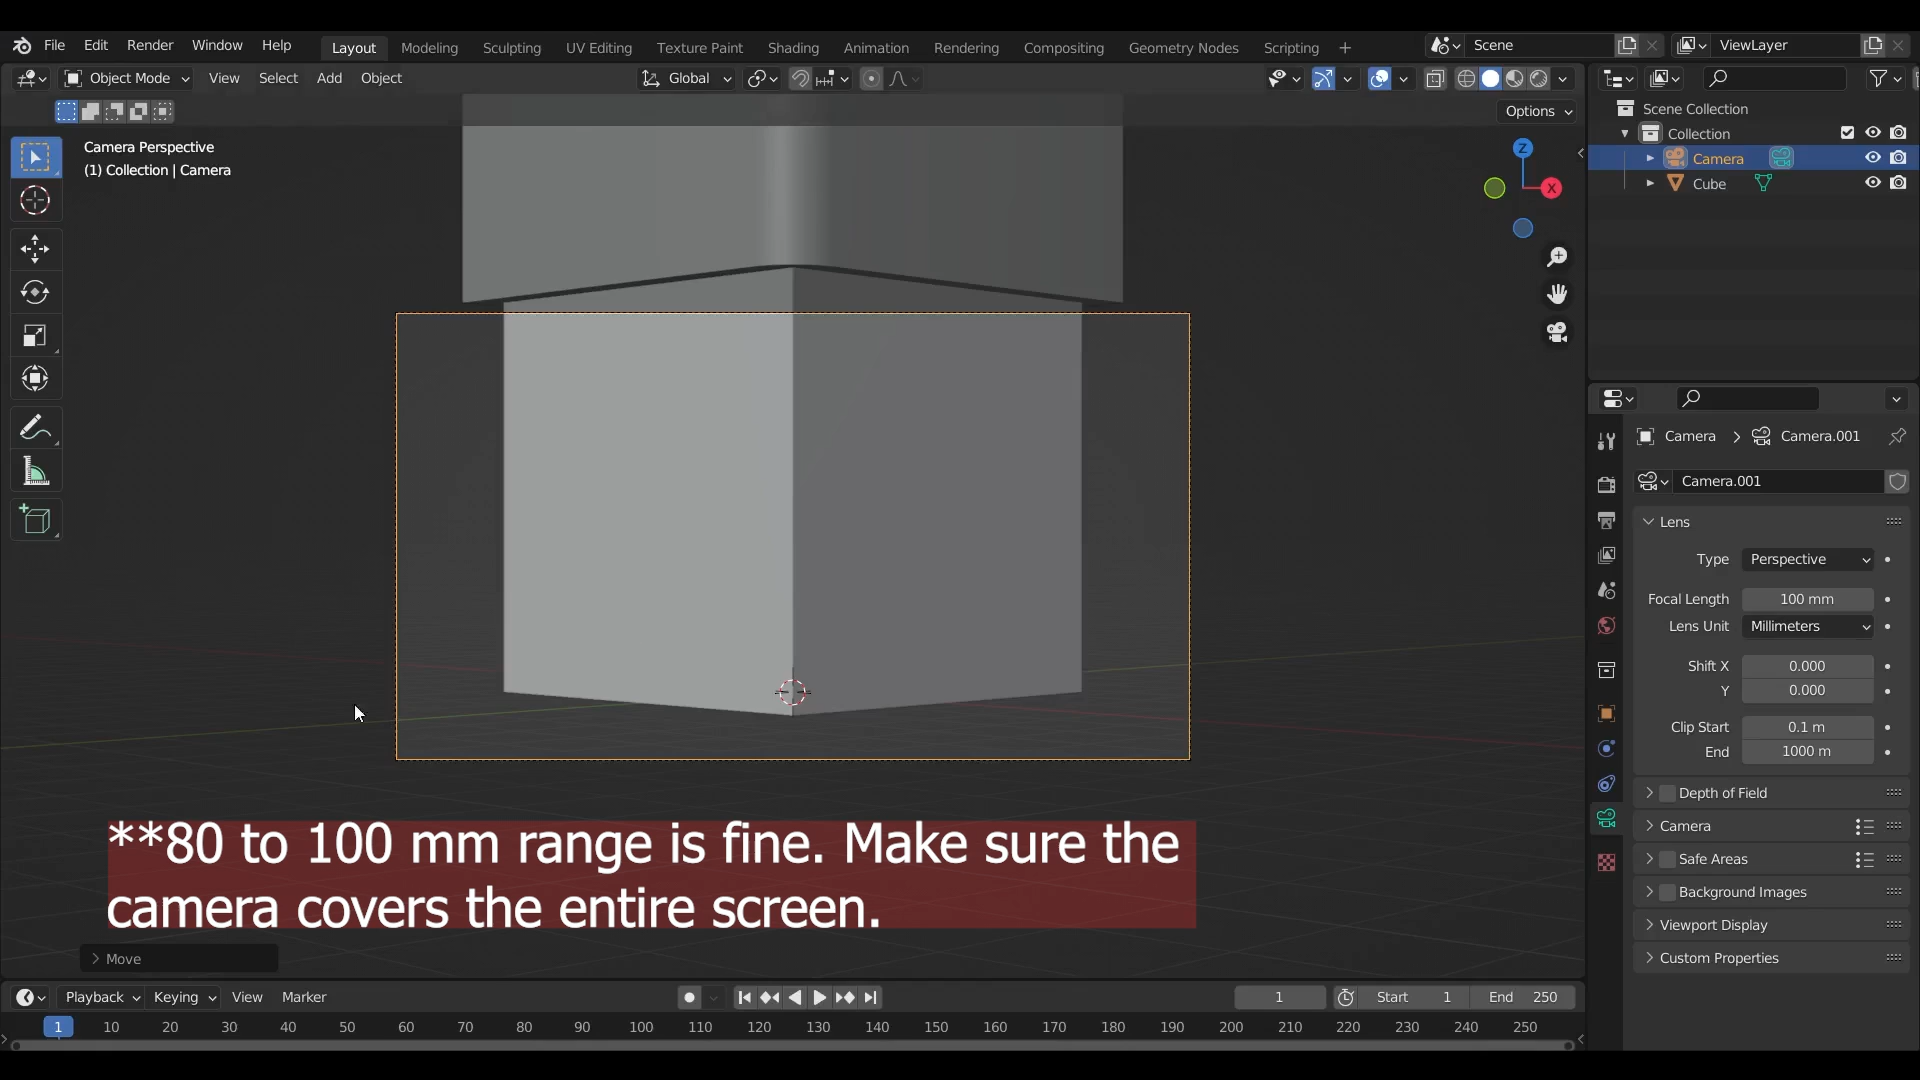 File Edit Render Window Help Layout Modeling Sculpting UV Editing Texture Paint Shading Animation Rendering Compositing Geometry Nodes Scripting + Scene ViewLayer
Object Mode View Select Add Object Global
Options
Camera Perspective
(1) Collection | Camera
Z
X
Scene Collection
Collection
Camera
Cube
Camera > Camera.001
Camera.001
Lens
Type Perspective
Focal Length 100 mm
Lens Unit Millimeters
Shift X 0.000
Y 0.000
Clip Start 0.1 m
End 1000 m
Depth of Field
Camera
Safe Areas
Background Images
Viewport Display
Custom Properties
**80 to 100 mm range is fine. Make sure the
camera covers the entire screen.
> Move
Playback Keying View Marker 1 Start 1 End 250
1 10 20 30 40 50 60 70 80 90 100 110 120 130 140 150 160 170 180 190 200 210 220 230 240 250